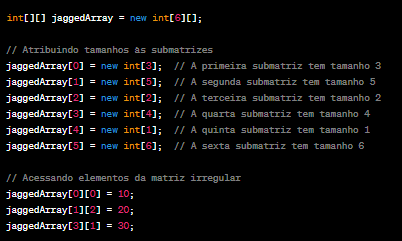 int[][] jaggedArray = new int[6][];
// Atribuindo tamanhos às submatrizes
jaggedArray[0] = new int[3];  // A primeira submatriz tem tamanho 3
jaggedArray[1] = new int[5];  // A segunda submatriz tem tamanho 5
jaggedArray[2] = new int[2];  // A terceira submatriz tem tamanho 2
jaggedArray[3] = new int[4];  // A quarta submatriz tem tamanho 4
jaggedArray[4] = new int[1];  // A quinta submatriz tem tamanho 1
jaggedArray[5] = new int[6];  // A sexta submatriz tem tamanho 6
// Acessando elementos da matriz irregular
jaggedArray[0][0] = 10;
jaggedArray[1][2] = 20;
jaggedArray[3][1] = 30;